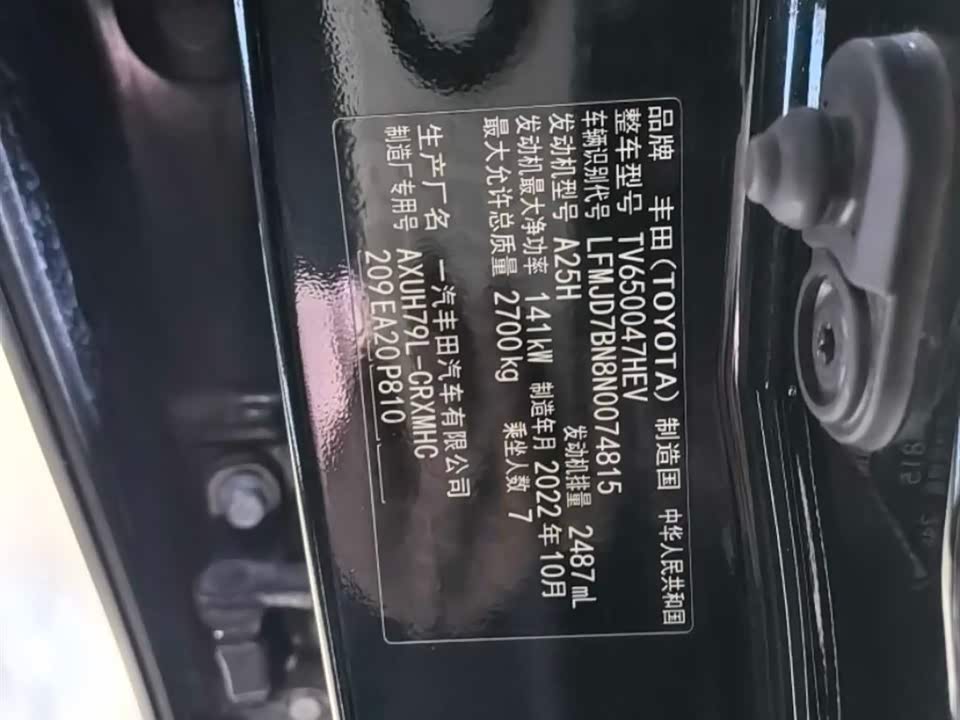 品牌 丰田(TOYOTA) 制造国 中华人民共和国
整车型号 TV650047HEV
车辆识别代号 LFMJD7BN8N0074815
发动机型号 A25H 发动机排量 2487mL
发动机最大净功率 141kW 制造年月 2022年10月
最大允许总质量 2700kg 乘坐人数 7
生产厂名 一汽丰田汽车有限公司
制造厂专用号 AXUH79L-CRXMHC
209EA20P810